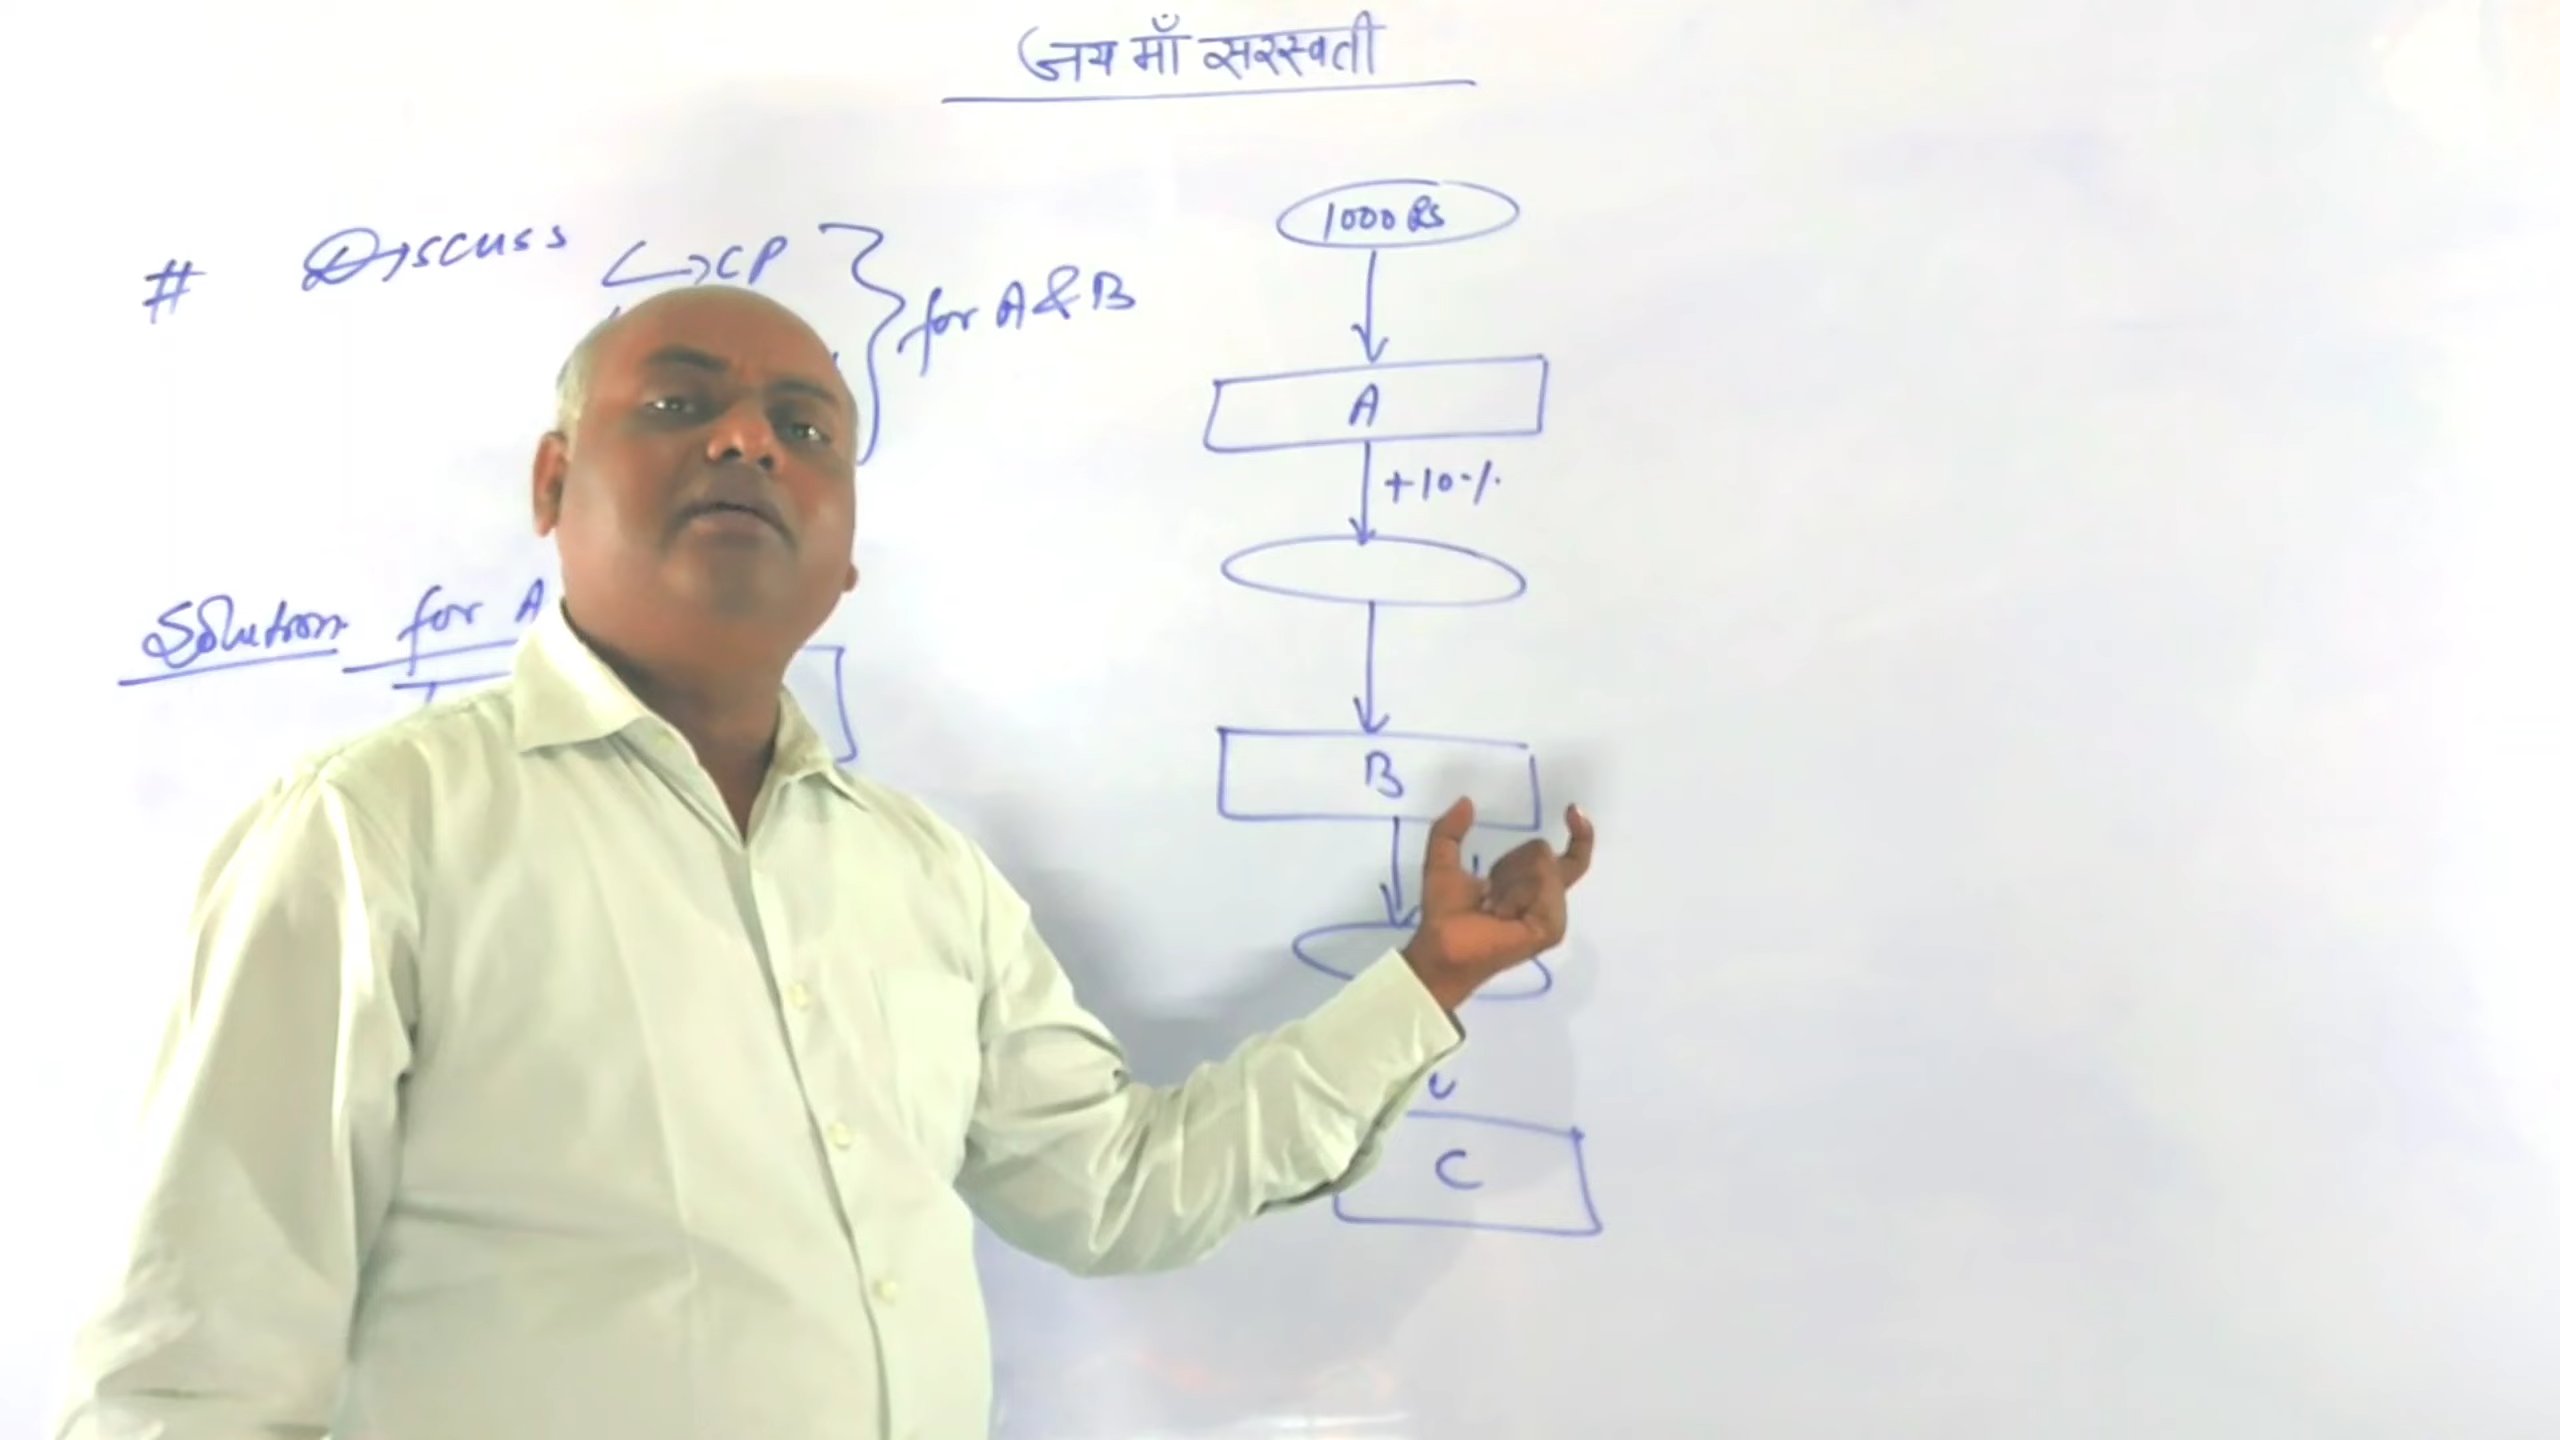 जय माँ सरस्वती
# Discuss
CP
for A & B
1000 Rs
A
+10%
B
C
Solution for A